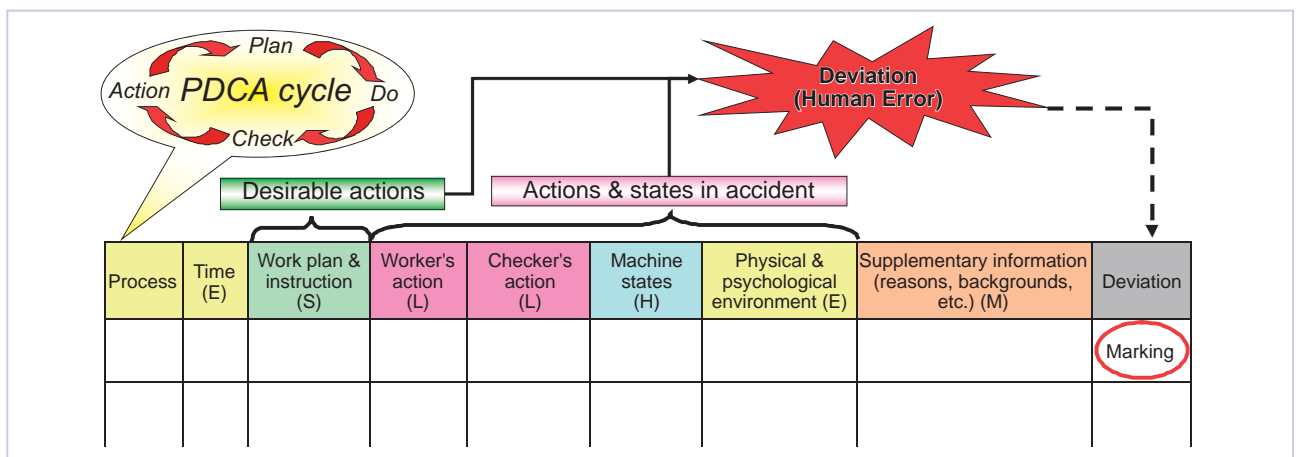 Plan
Action PDCA cycle Do
Check
Deviation
(Human Error)
Desirable actions
Actions & states in accident
Process
Time
(E)
Work plan &
instruction
(S)
Worker's
action
(L)
Checker's
action
(L)
Machine
states
(H)
Physical &
psychological
environment (E)
Supplementary information
(reasons, backgrounds,
etc.) (M)
Deviation
Marking